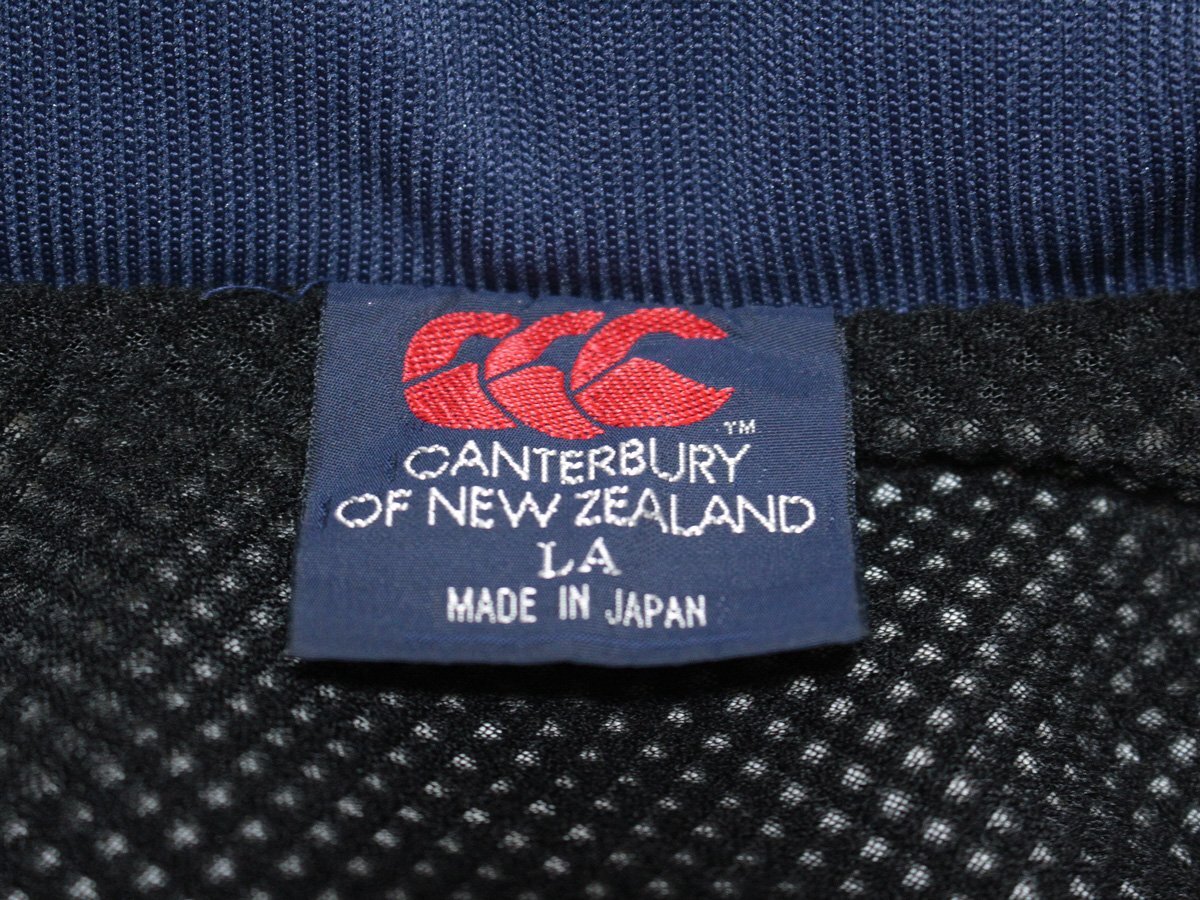 TM
CANTERBURY
OF NEW ZEALAND
LA
MADE IN JAPAN